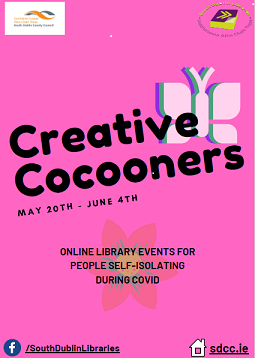 South Dublin County Council
Creative
Cocooners
MAY 20TH - JUNE 4TH
ONLINE LIBRARY EVENTS FOR
PEOPLE SELF-ISOLATING
DURING COVID
/SouthDublinLibraries
sdcc.ie